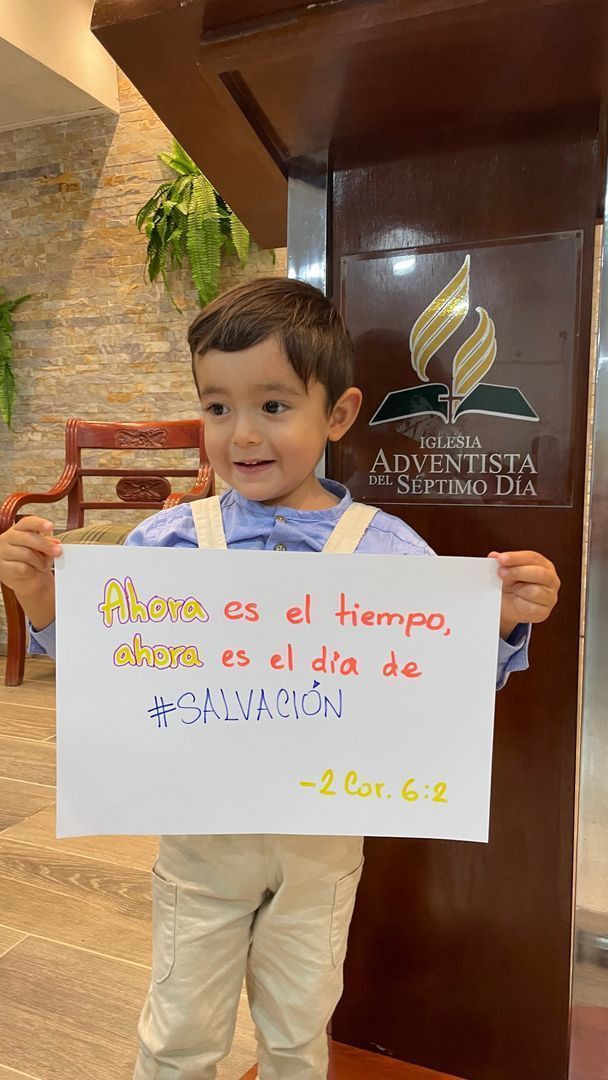 IGLESIA
ADVENTISTA
DEL SÉPTIMO DÍA
Ahora es el tiempo,
ahora es el día de
#SALVACIÓN
-2 Cor. 6:2